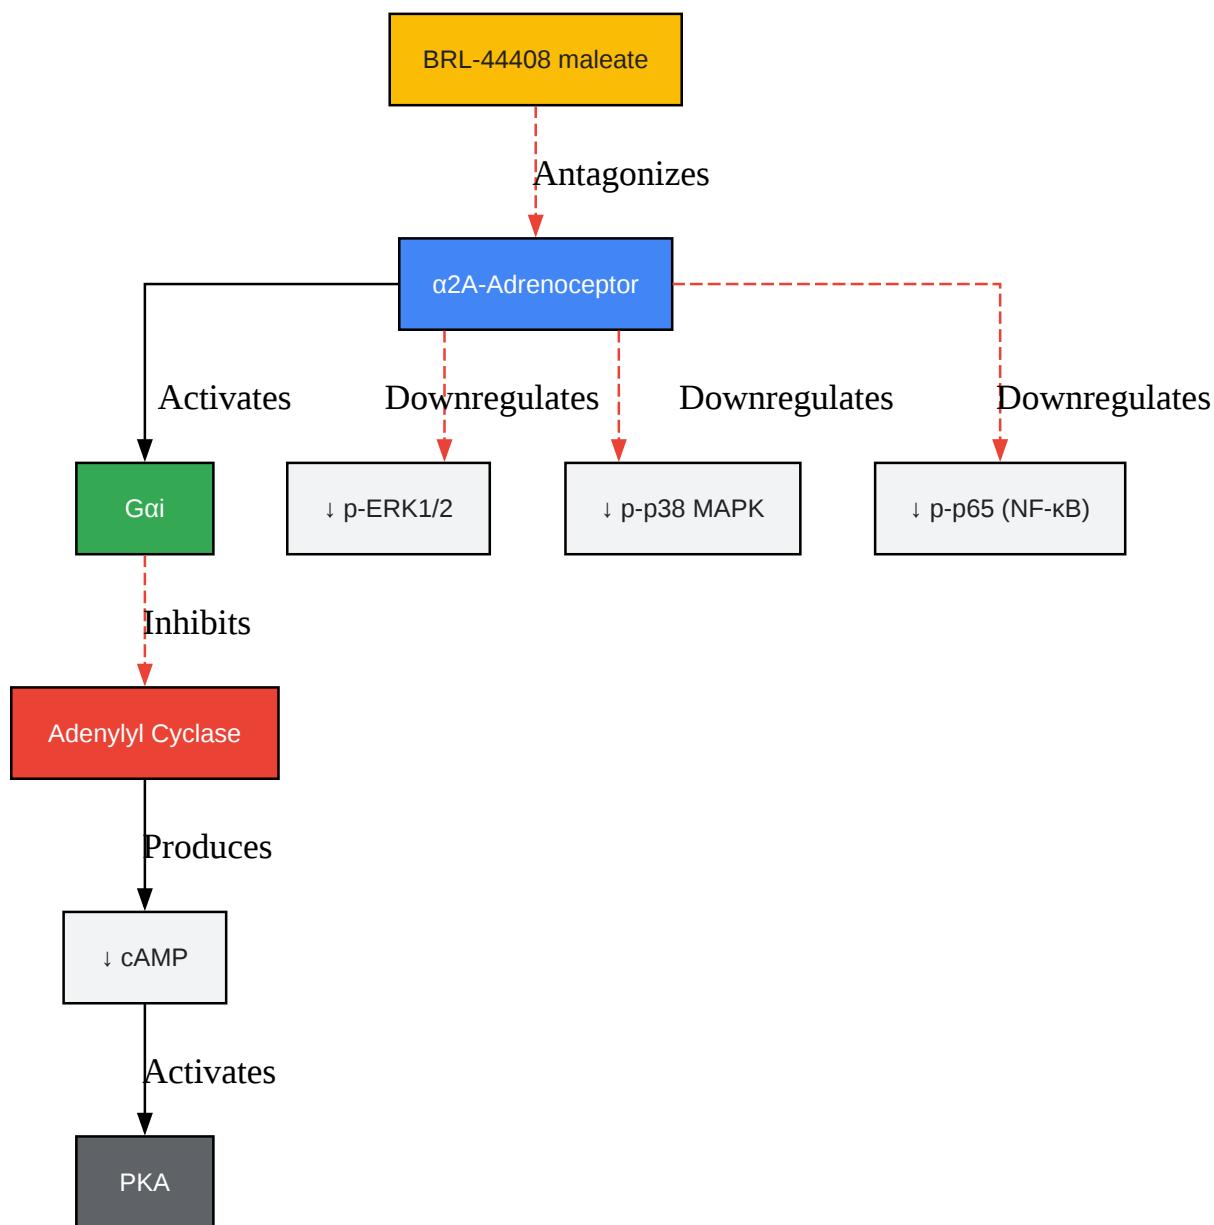 BRL-44408 maleate
Antagonizes
α2A-Adrenoceptor
Activates
Downregulates
Downregulates
Downregulates
Gαi
↓ p-ERK1/2
↓ p-p38 MAPK
↓ p-p65 (NF-κB)
Inhibits
Adenylyl Cyclase
Produces
↓ cAMP
Activates
PKA